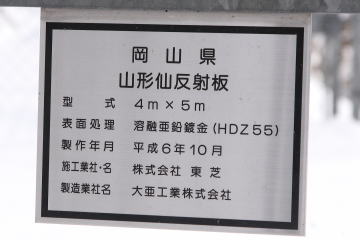 岡山県
山形仙反射板
型式 4m×5m
表面処理 溶融亜鉛鍍金(HDZ55)
製作年月 平成6年10月
施工業社・名 株式会社 東芝
製造業社名 大亜工業株式会社